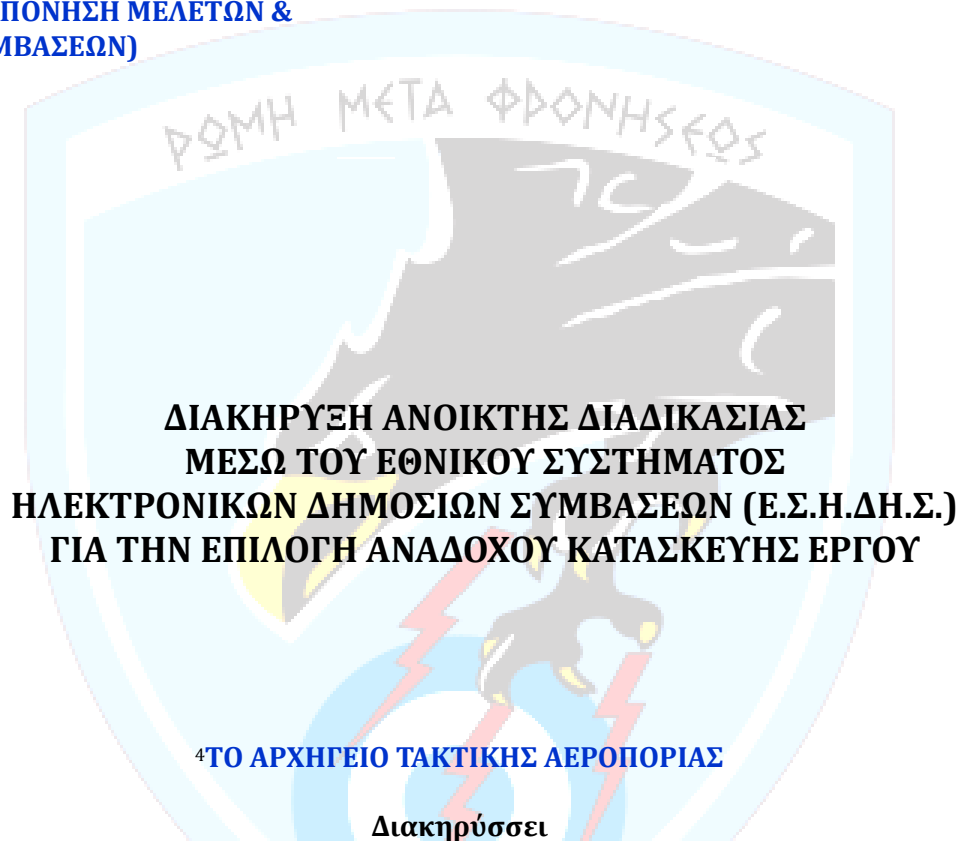 ΠΟΝΗΣΗ ΜΕΛΕΤΩΝ &
ΜΒΑΣΕΩΝ)
ΡΩΜΗ ΜΕΤΑ ΦΡΟΝΗΣΕΩΣ
ΔΙΑΚΗΡΥΞΗ ΑΝΟΙΚΤΗΣ ΔΙΑΔΙΚΑΣΙΑΣ
ΜΕΣΩ ΤΟΥ ΕΘΝΙΚΟΥ ΣΥΣΤΗΜΑΤΟΣ
ΗΛΕΚΤΡΟΝΙΚΩΝ ΔΗΜΟΣΙΩΝ ΣΥΜΒΑΣΕΩΝ (Ε.Σ.Η.ΔΗ.Σ.)
ΓΙΑ ΤΗΝ ΕΠΙΛΟΓΗ ΑΝΑΔΟΧΟΥ ΚΑΤΑΣΚΕΥΗΣ ΕΡΓΟΥ
⁴ΤΟ ΑΡΧΗΓΕΙΟ ΤΑΚΤΙΚΗΣ ΑΕΡΟΠΟΡΙΑΣ
Διακηρύσσει